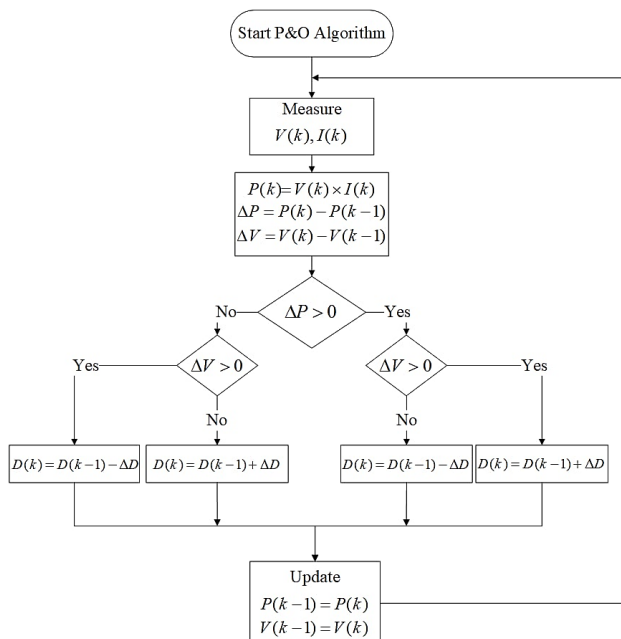 Start P&O Algorithm
Measure
V(k), I(k)
P(k)=V(k)×I(k)
ΔP=P(k)−P(k−1)
ΔV=V(k)−V(k−1)
No
ΔP>0
Yes
Yes
ΔV>0
ΔV>0
Yes
No
No
D(k)=D(k−1)−ΔD
D(k)=D(k−1)+ΔD
D(k)=D(k−1)−ΔD
D(k)=D(k−1)+ΔD
Update
P(k−1)=P(k)
V(k−1)=V(k)